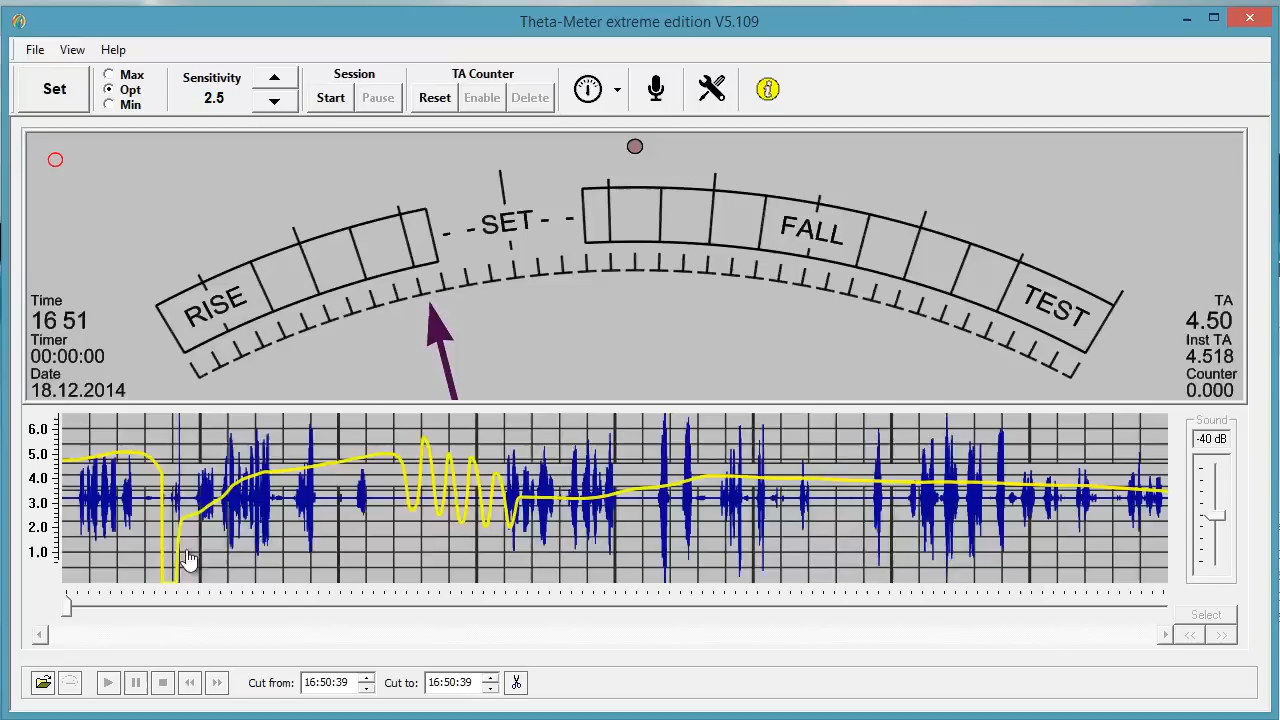 Theta-Meter extreme edition V5.109
File View Help
Set
Max
Opt
Min
Sensitivity
2.5
Session
Start Pause
TA Counter
Reset Enable Delete
RISE
- - SET - -
FALL
TEST
Time
16 51
Timer
00:00:00
Date
18.12.2014
TA
4.50
Inst TA
4.518
Counter
0.000
6.0
5.0
4.0
3.0
2.0
1.0
Sound
-40 dB
Select
<< >>
Cut from: 16:50:39 Cut to: 16:50:39